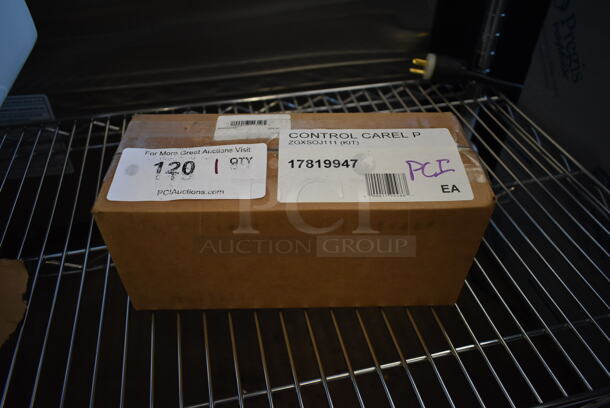 For More Great Auctions Visit
120 1 QTY
PCIAuctions.com
CONTROL CAREL P
ZGXSOJ111 (KIT)
17819947
PCI
EA
PCI
AUCTION GROUP